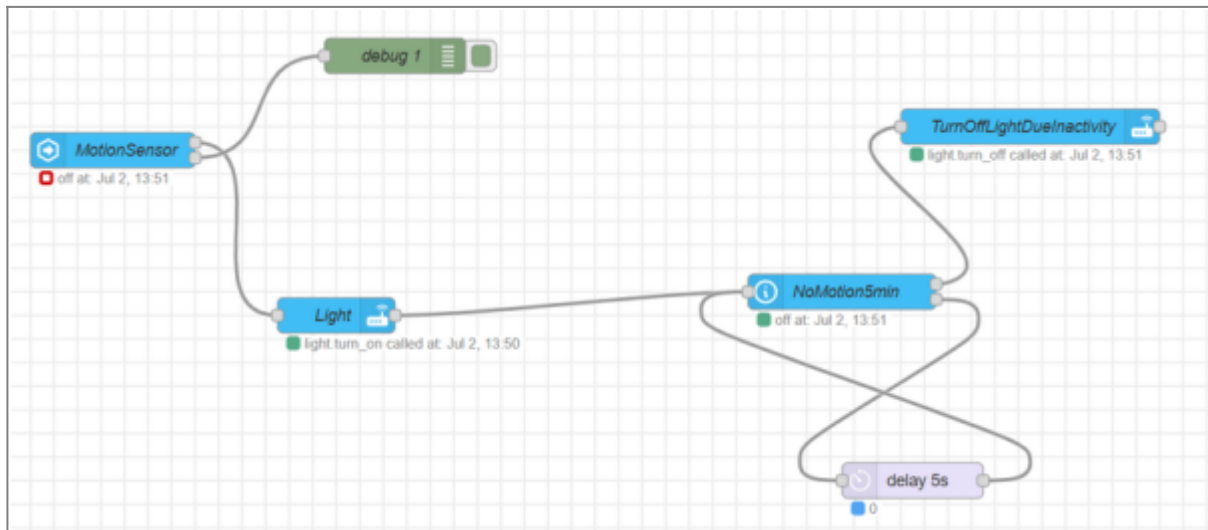 debug 1
MotionSensor
off at: Jul 2, 13:51
TurnOffLightDueInactivity
light.turn_off called at: Jul 2, 13:51
Light
light.turn_on called at: Jul 2, 13:50
NoMotion5min
off at: Jul 2, 13:51
delay 5s
0